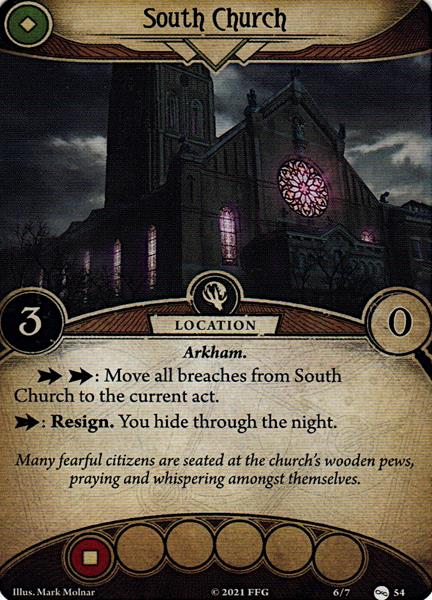 South Church
3
0
LOCATION
Arkham.
: Move all breaches from South
Church to the current act.
: Resign. You hide through the night.
Many fearful citizens are seated at the church's wooden pews,
praying and whispering amongst themselves.
Illus. Mark Molnar © 2021 FFG 6/7 54